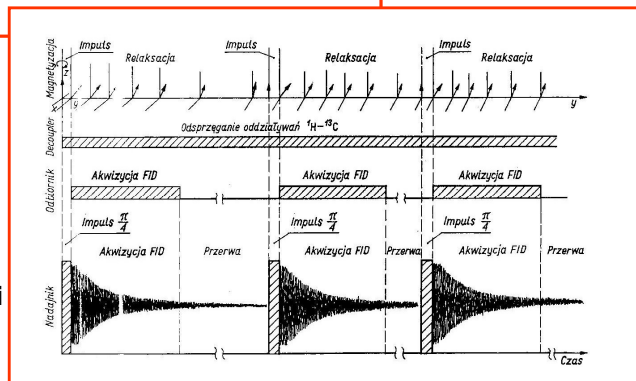 Impuls Impuls Impuls
Relaksacja Relaksacja Relaksacja
Magnetyzacja
z
x
y
y
Decoupler
Odsprzęganie oddziaływań ¹H-¹³C
Odbiornik
Akwizycja FID Akwizycja FID Akwizycja FID
Impuls π/4 Impuls π/4 Impuls π/4
Akwizycja FID Przerwa Akwizycja FID Przerwa Akwizycja FID Przerwa
Nadajnik
Czas